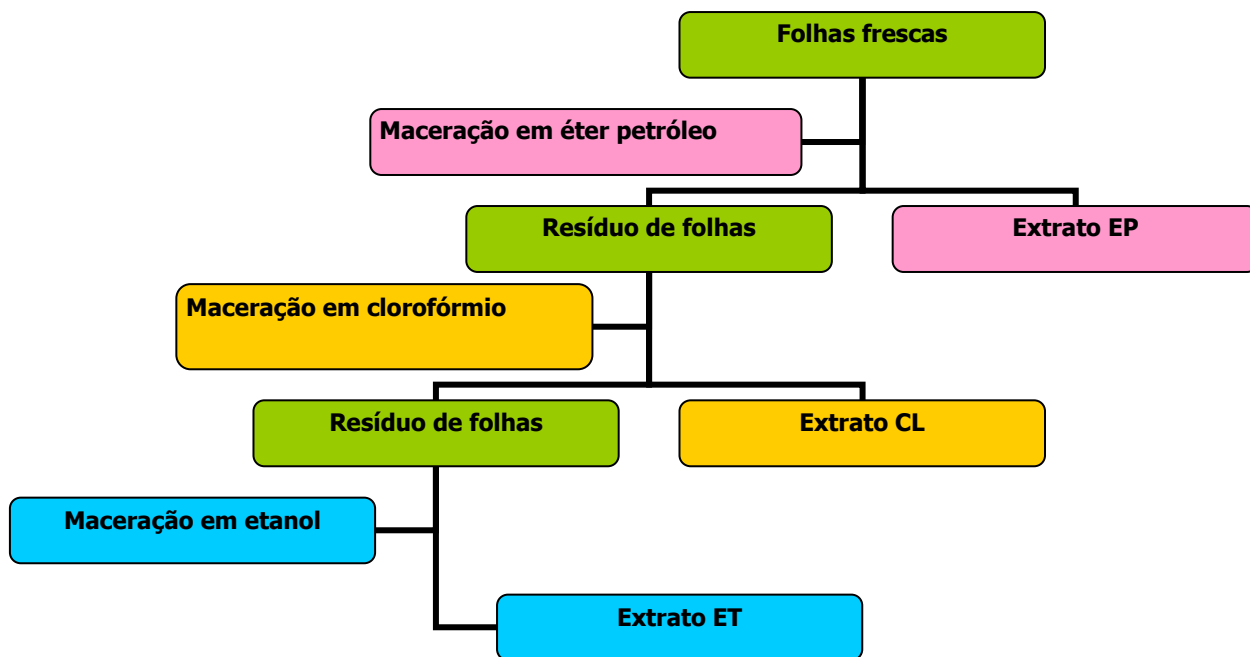 Folhas frescas
Maceração em éter petróleo
Resíduo de folhas
Extrato EP
Maceração em clorofórmio
Resíduo de folhas
Extrato CL
Maceração em etanol
Extrato ET